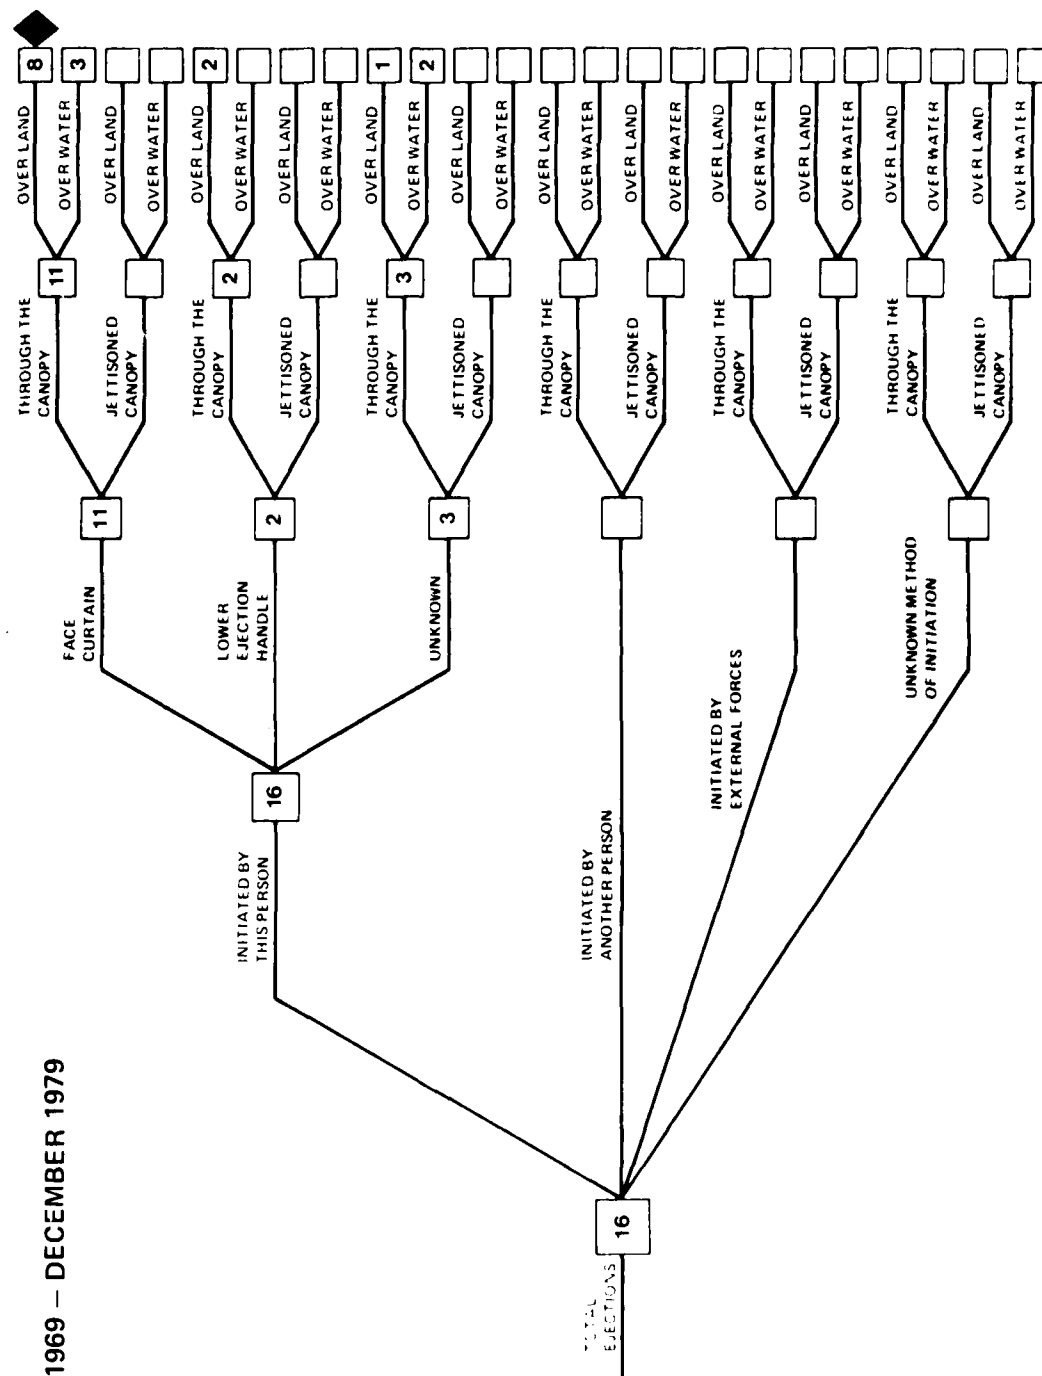 1969 — DECEMBER 1979
TOTAL
EJECTIONS
16
INITIATED BY
THIS PERSON
16
FACE
CURTAIN
11
THROUGH THE
CANOPY
11
OVER LAND
8
OVER WATER
3
JETTISONED
CANOPY
OVER LAND
OVER WATER
LOWER
EJECTION
HANDLE
2
THROUGH THE
CANOPY
2
OVER LAND
2
OVER WATER
JETTISONED
CANOPY
OVER LAND
OVER WATER
UNKNOWN
3
THROUGH THE
CANOPY
3
OVER LAND
1
OVER WATER
2
JETTISONED
CANOPY
OVER LAND
OVER WATER
INITIATED BY
ANOTHER PERSON
THROUGH THE
CANOPY
OVER LAND
OVER WATER
JETTISONED
CANOPY
OVER LAND
OVER WATER
INITIATED BY
EXTERNAL FORCES
THROUGH THE
CANOPY
OVER LAND
OVER WATER
JETTISONED
CANOPY
OVER LAND
OVER WATER
UNKNOWN METHOD
OF INITIATION
THROUGH THE
CANOPY
OVER LAND
OVER WATER
JETTISONED
CANOPY
OVER LAND
OVER WATER